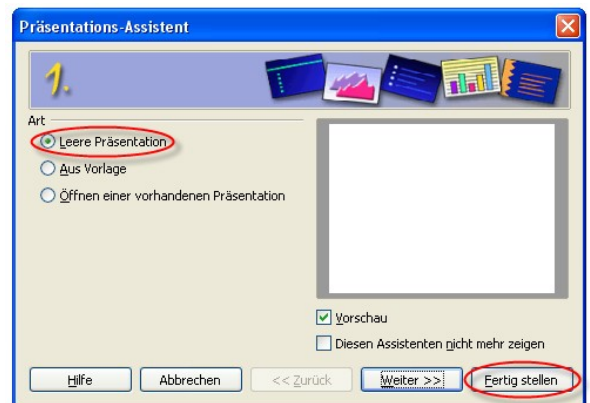 Präsentations-Assistent
1.
Art
Leere Präsentation
Aus Vorlage
Öffnen einer vorhandenen Präsentation
Vorschau
Diesen Assistenten nicht mehr zeigen
Hilfe Abbrechen << Zurück Weiter >> Fertig stellen